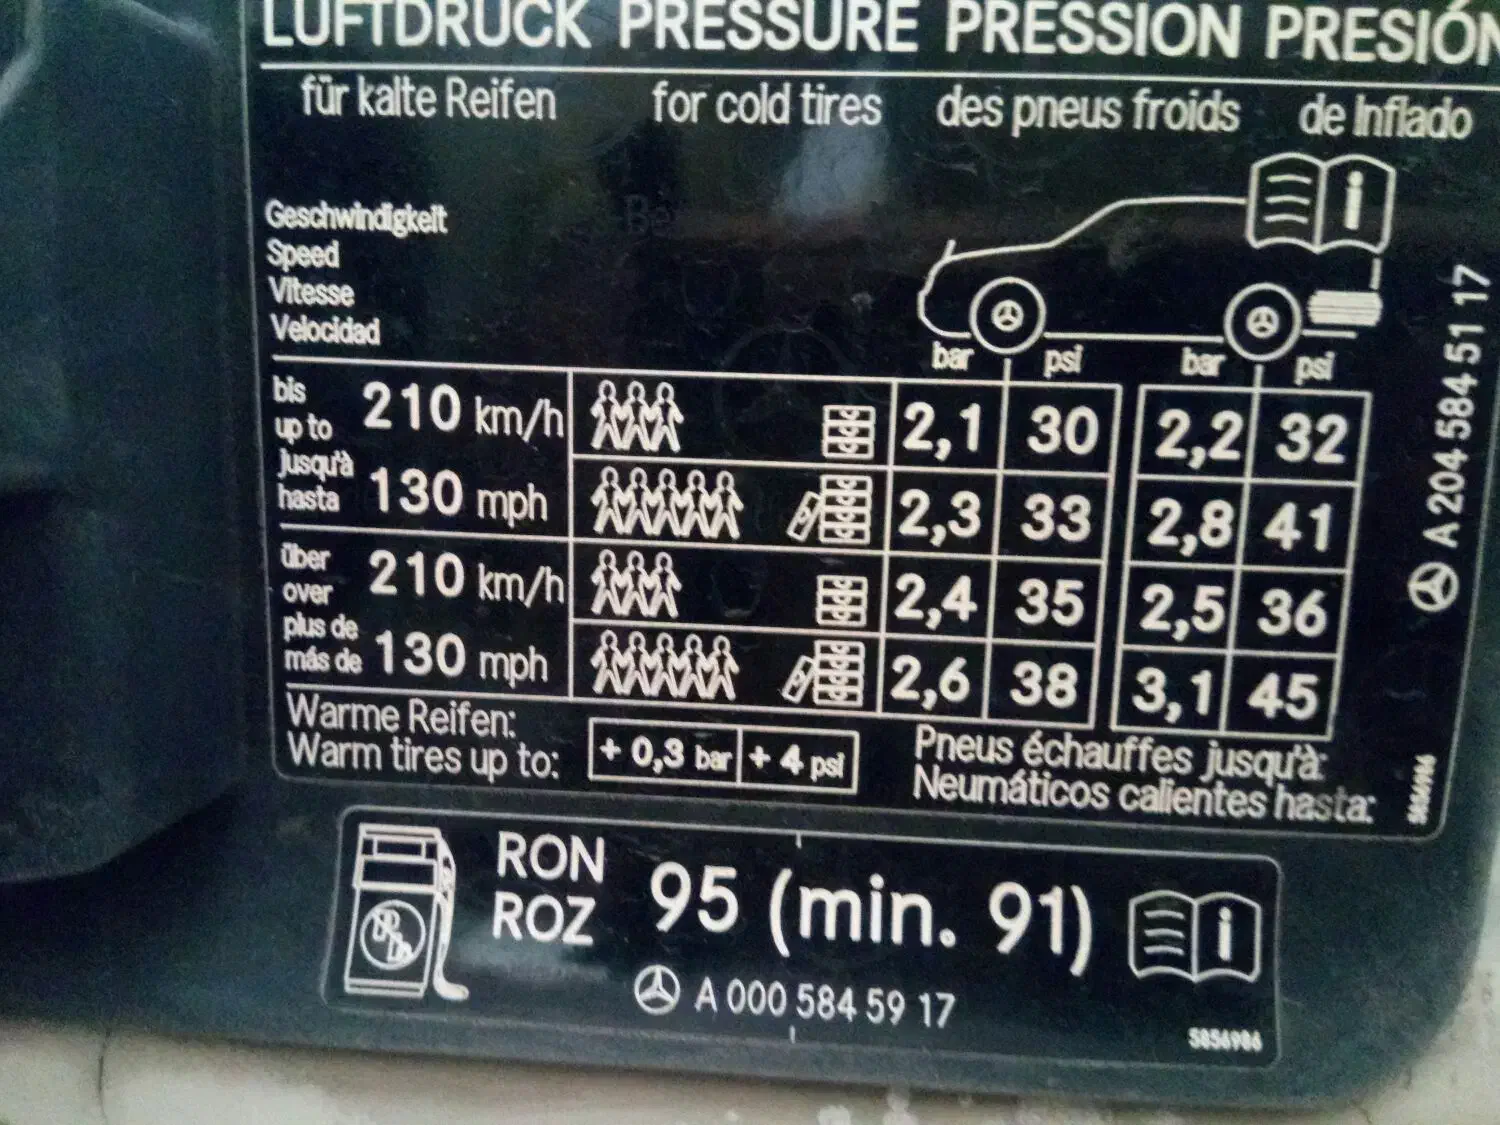 LUFTDRUCK PRESSURE PRESSION PRESIÓN
für kalte Reifen for cold tires des pneus froids de Inflado
Geschwindigkeit
Speed
Vitesse
Velocidad
bar psi bar psi
bis
up to
jusqu'à
hasta
210 km/h
130 mph
2,1 30 2,2 32
2,3 33 2,8 41
über
over
plus de
más de
210 km/h
130 mph
2,4 35 2,5 36
2,6 38 3,1 45
Warme Reifen:
Warm tires up to:
+ 0,3 bar + 4 psi
Pneus échauffes jusqu'à:
Neumáticos calientes hasta:
A 204 584 51 17
RON
ROZ
95 (min. 91)
A 000 584 59 17